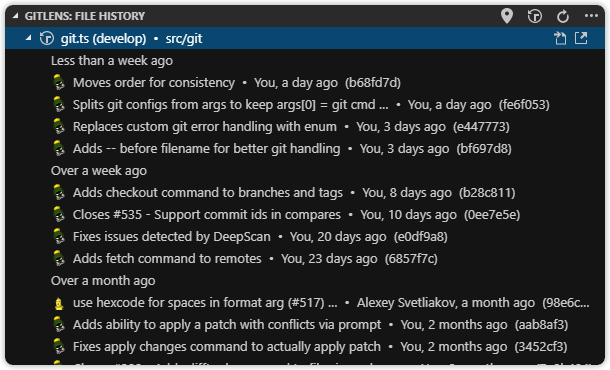 GITLENS: FILE HISTORY
git.ts (develop) • src/git
Less than a week ago
Moves order for consistency • You, a day ago (b68fd7d)
Splits git configs from args to keep args[0] = git cmd ... • You, a day ago (fe6f053)
Replaces custom git error handling with enum • You, 3 days ago (e447773)
Adds -- before filename for better git handling • You, 3 days ago (bf697d8)
Over a week ago
Adds checkout command to branches and tags • You, 8 days ago (b28c811)
Closes #535 - Support commit ids in compares • You, 10 days ago (0ee7e5e)
Fixes issues detected by DeepScan • You, 20 days ago (e0df9a8)
Adds fetch command to remotes • You, 23 days ago (6857f7c)
Over a month ago
use hexcode for spaces in format arg (#517) ... • Alexey Svetliakov, a month ago (98e6c...
Adds ability to apply a patch with conflicts via prompt • You, 2 months ago (aab8af3)
Fixes apply changes command to actually apply patch • You, 2 months ago (3452cf3)